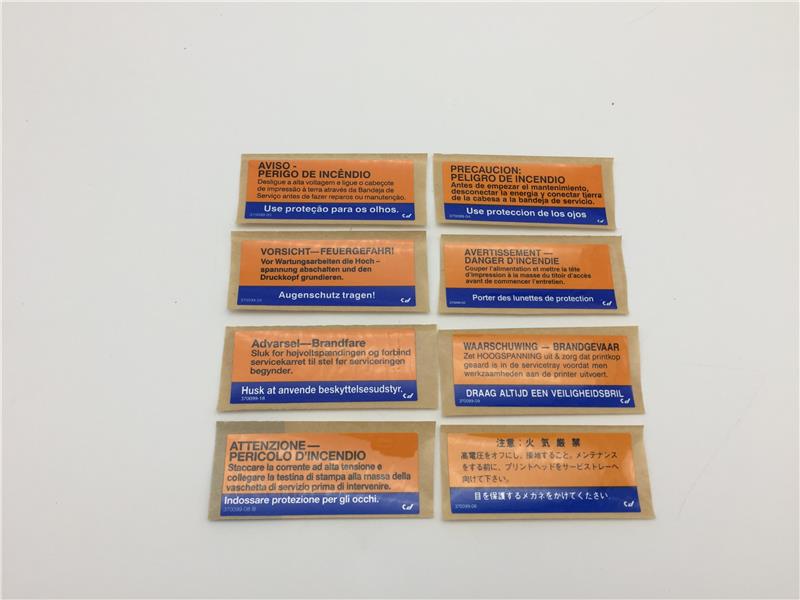 AVISO -
PERIGO DE INCÊNDIO
Desligue a alta voltagem e ligue o cabeçote
de impressão à terra através da Bandeja de
Serviço antes de fazer reparos ou manutenção.
Use proteção para os olhos.
PRECAUCION:
PELIGRO DE INCENDIO
Antes de empezar el mantenimiento,
desconectar la energia y conectar tierra
de la cabesa a la bandeja de servicio.
Use proteccion de los ojos
VORSICHT—FEUERGEFAHR!
Vor Wartungsarbeiten die Hoch –
spannung abschalten und den
Druckkopf grundieren.
Augenschutz tragen!
AVERTISSEMENT —
DANGER D'INCENDIE
Couper l'alimentation et mettre la tête
d'impression à la masse du titoir d'accès
avant de commencer l'entretien.
Porter des lunettes de protection
Advarsel—Brandfare
Sluk for højvoltspændingen og forbind
servicekarret til stel før serviceringen
begynder.
Husk at anvende beskyttelsesudstyr.
370099-18
WAARSCHUWING — BRANDGEVAAR
Zet HOOGSPANNING uit & zorg dat printkop
geaard is in de servicetray voordat men
werkzaamheden aan de printer uitvoert.
DRAAG ALTIJD EEN VEILIGHEIDSBRIL
370099-09
ATTENZIONE —
PERICOLO D'INCENDIO
Staccare la corrente ad alta tensione e
collegare la testina di stampa alla massa della
vaschetta di servizio prima di intervenire.
Indossare protezione per gli occhi.
370099-08 B
注意：火気厳禁
高電圧をオフにし、接地すること。メンテナンス
をする前に、プリントヘッドをサービストレーへ
向けて下さい。
目を保護するメカネをかけてください
370099-06